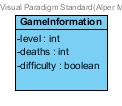 Visual Paradigm Standard(Alper M
GameInformation
-level : int
-deaths : int
-difficulty : boolean